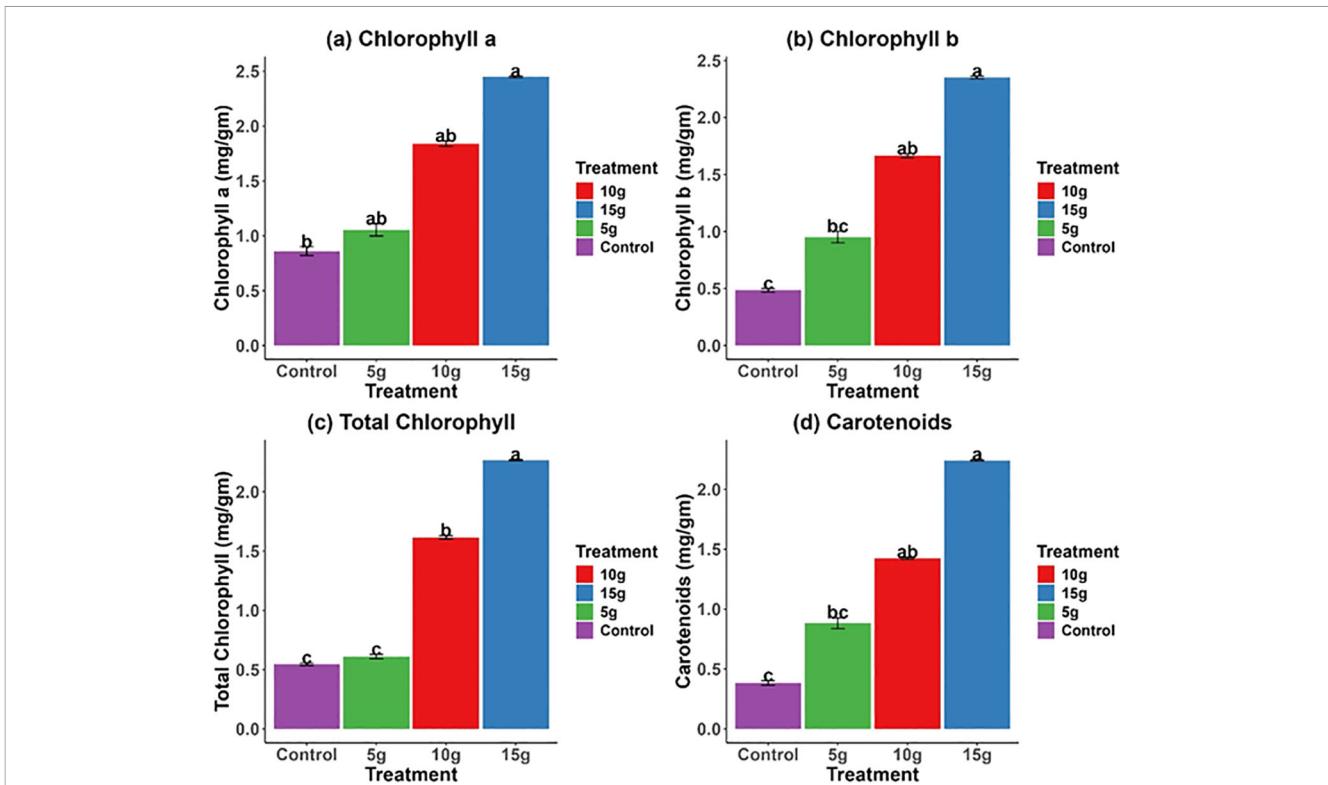 (a) Chlorophyll a
Chlorophyll a (mg/gm)
2.5
2.0
1.5
1.0
0.5
0.0
b
ab
ab
a
Control 5g 10g 15g
Treatment
Treatment
10g
15g
5g
Control
(b) Chlorophyll b
Chlorophyll b (mg/gm)
2.5
2.0
1.5
1.0
0.5
0.0
c
bc
ab
a
Control 5g 10g 15g
Treatment
Treatment
10g
15g
5g
Control
(c) Total Chlorophyll
Total Chlorophyll (mg/gm)
2.0
1.5
1.0
0.5
0.0
c
c
b
a
Control 5g 10g 15g
Treatment
Treatment
10g
15g
5g
Control
(d) Carotenoids
Carotenoids (mg/gm)
2.0
1.5
1.0
0.5
0.0
c
bc
ab
a
Control 5g 10g 15g
Treatment
Treatment
10g
15g
5g
Control